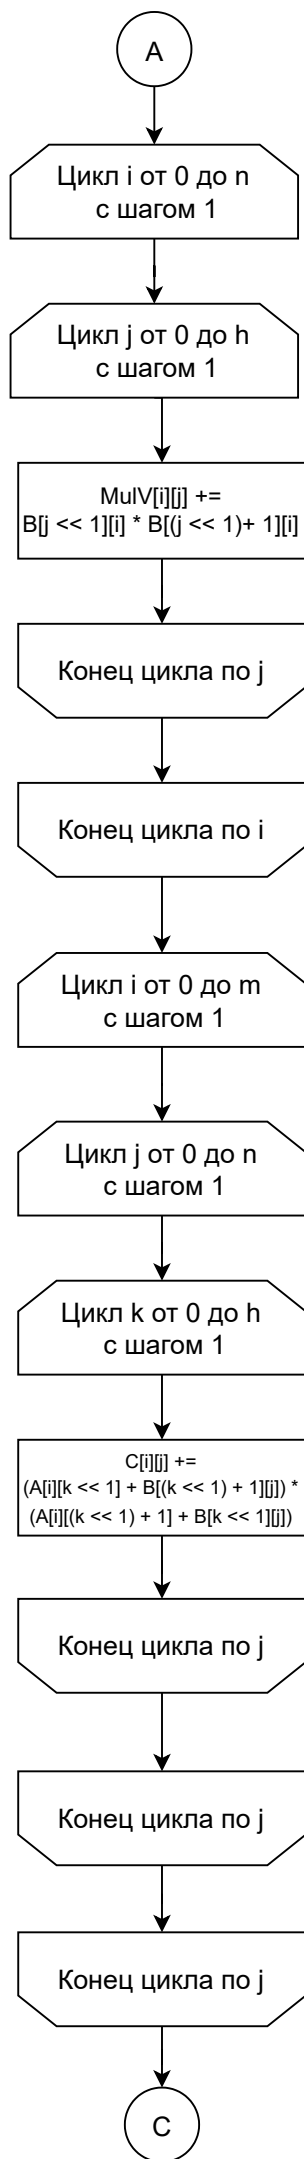 A
Цикл i от 0 до n
с шагом 1
Цикл j от 0 до h
с шагом 1
MulV[i][j] +=
B[j << 1][i] * B[(j << 1)+ 1][i]
Конец цикла по j
Конец цикла по i
Цикл i от 0 до m
с шагом 1
Цикл j от 0 до n
с шагом 1
Цикл k от 0 до h
с шагом 1
C[i][j] +=
(A[i][k << 1] + B[(k << 1) + 1][j]) *
(A[i][(k << 1) + 1] + B[k << 1][j])
Конец цикла по j
Конец цикла по j
Конец цикла по j
C